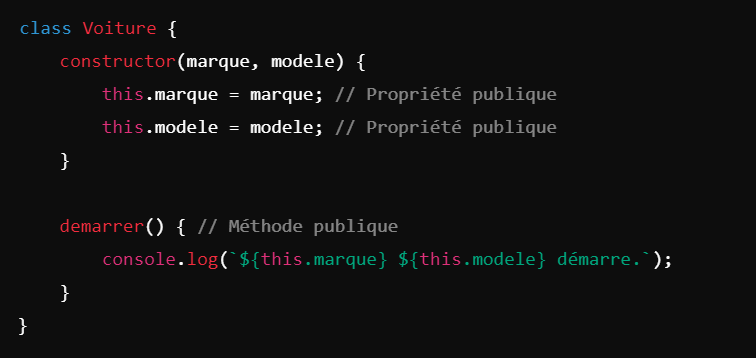 class Voiture {
    constructor(marque, modele) {
        this.marque = marque; // Propriété publique
        this.modele = modele; // Propriété publique
    }

    demarrer() { // Méthode publique
        console.log(`${this.marque} ${this.modele} démarre.`);
    }
}